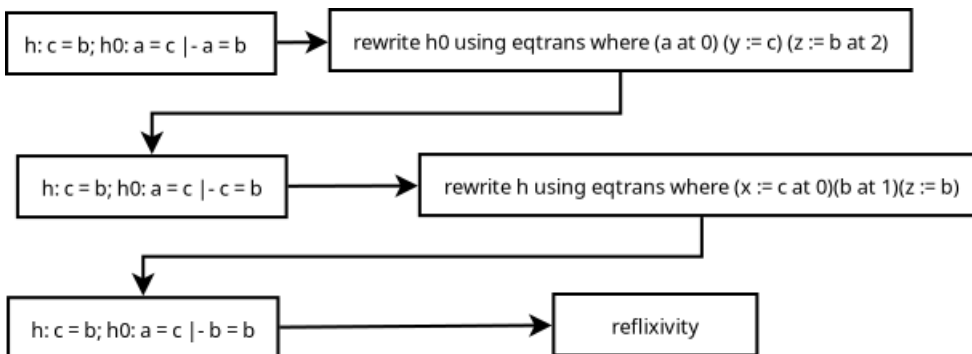 h: c = b; h0: a = c |- a = b
rewrite h0 using eqtrans where (a at 0) (y := c) (z := b at 2)
h: c = b; h0: a = c |- c = b
rewrite h using eqtrans where (x := c at 0)(b at 1)(z := b)
h: c = b; h0: a = c |- b = b
reflixivity